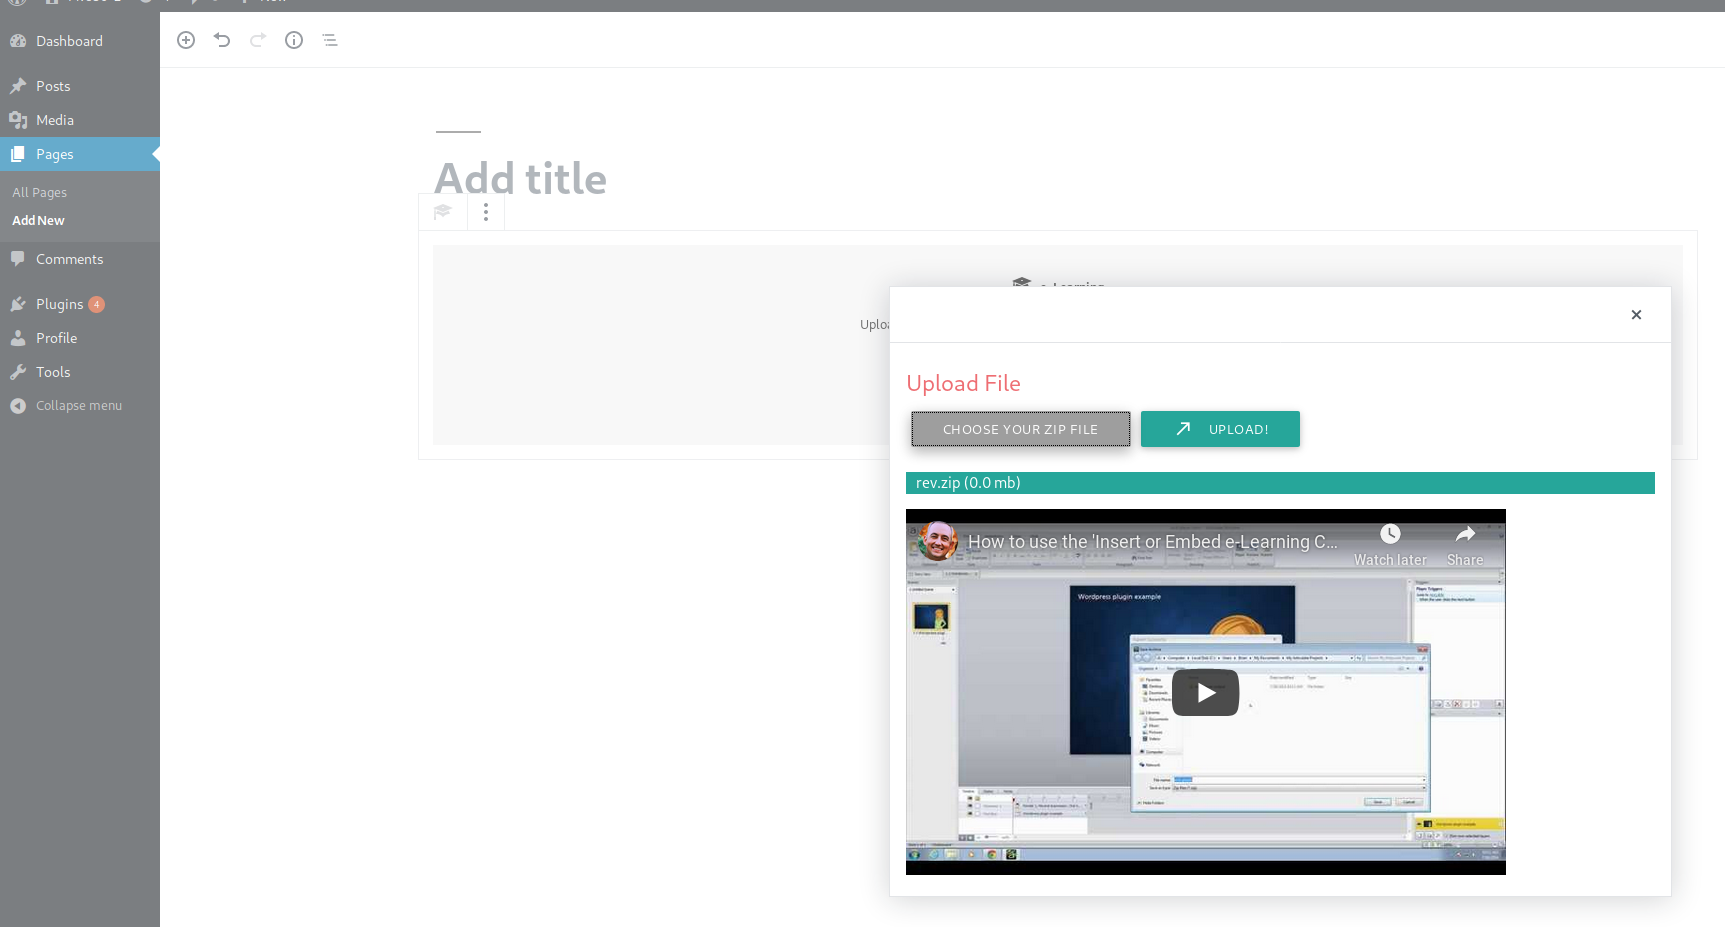 Dashboard
Posts
Media
Pages
All Pages
Add New
Comments
Plugins 4
Profile
Tools
Collapse menu
Add title
e-Learning
Uploa
Upload File
CHOOSE YOUR ZIP FILE
UPLOAD!
rev.zip (0.0 mb)
How to use the 'Insert or Embed e-Learning C...
Watch later
Share
Wordpress plugin example